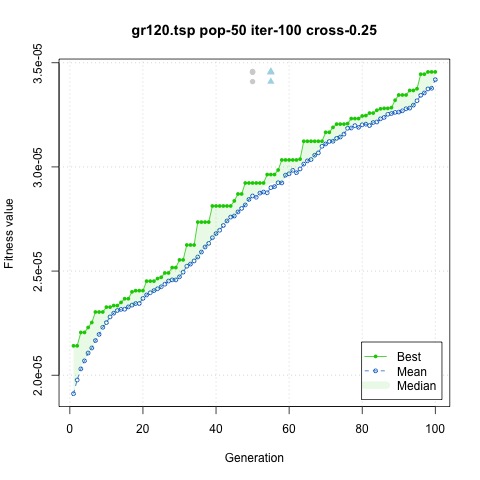 gr120.tsp pop-50 iter-100 cross-0.25
3.5e-05
3.0e-05
2.5e-05
2.0e-05
Fitness value
Best
Mean
Median
0 20 40 60 80 100
Generation